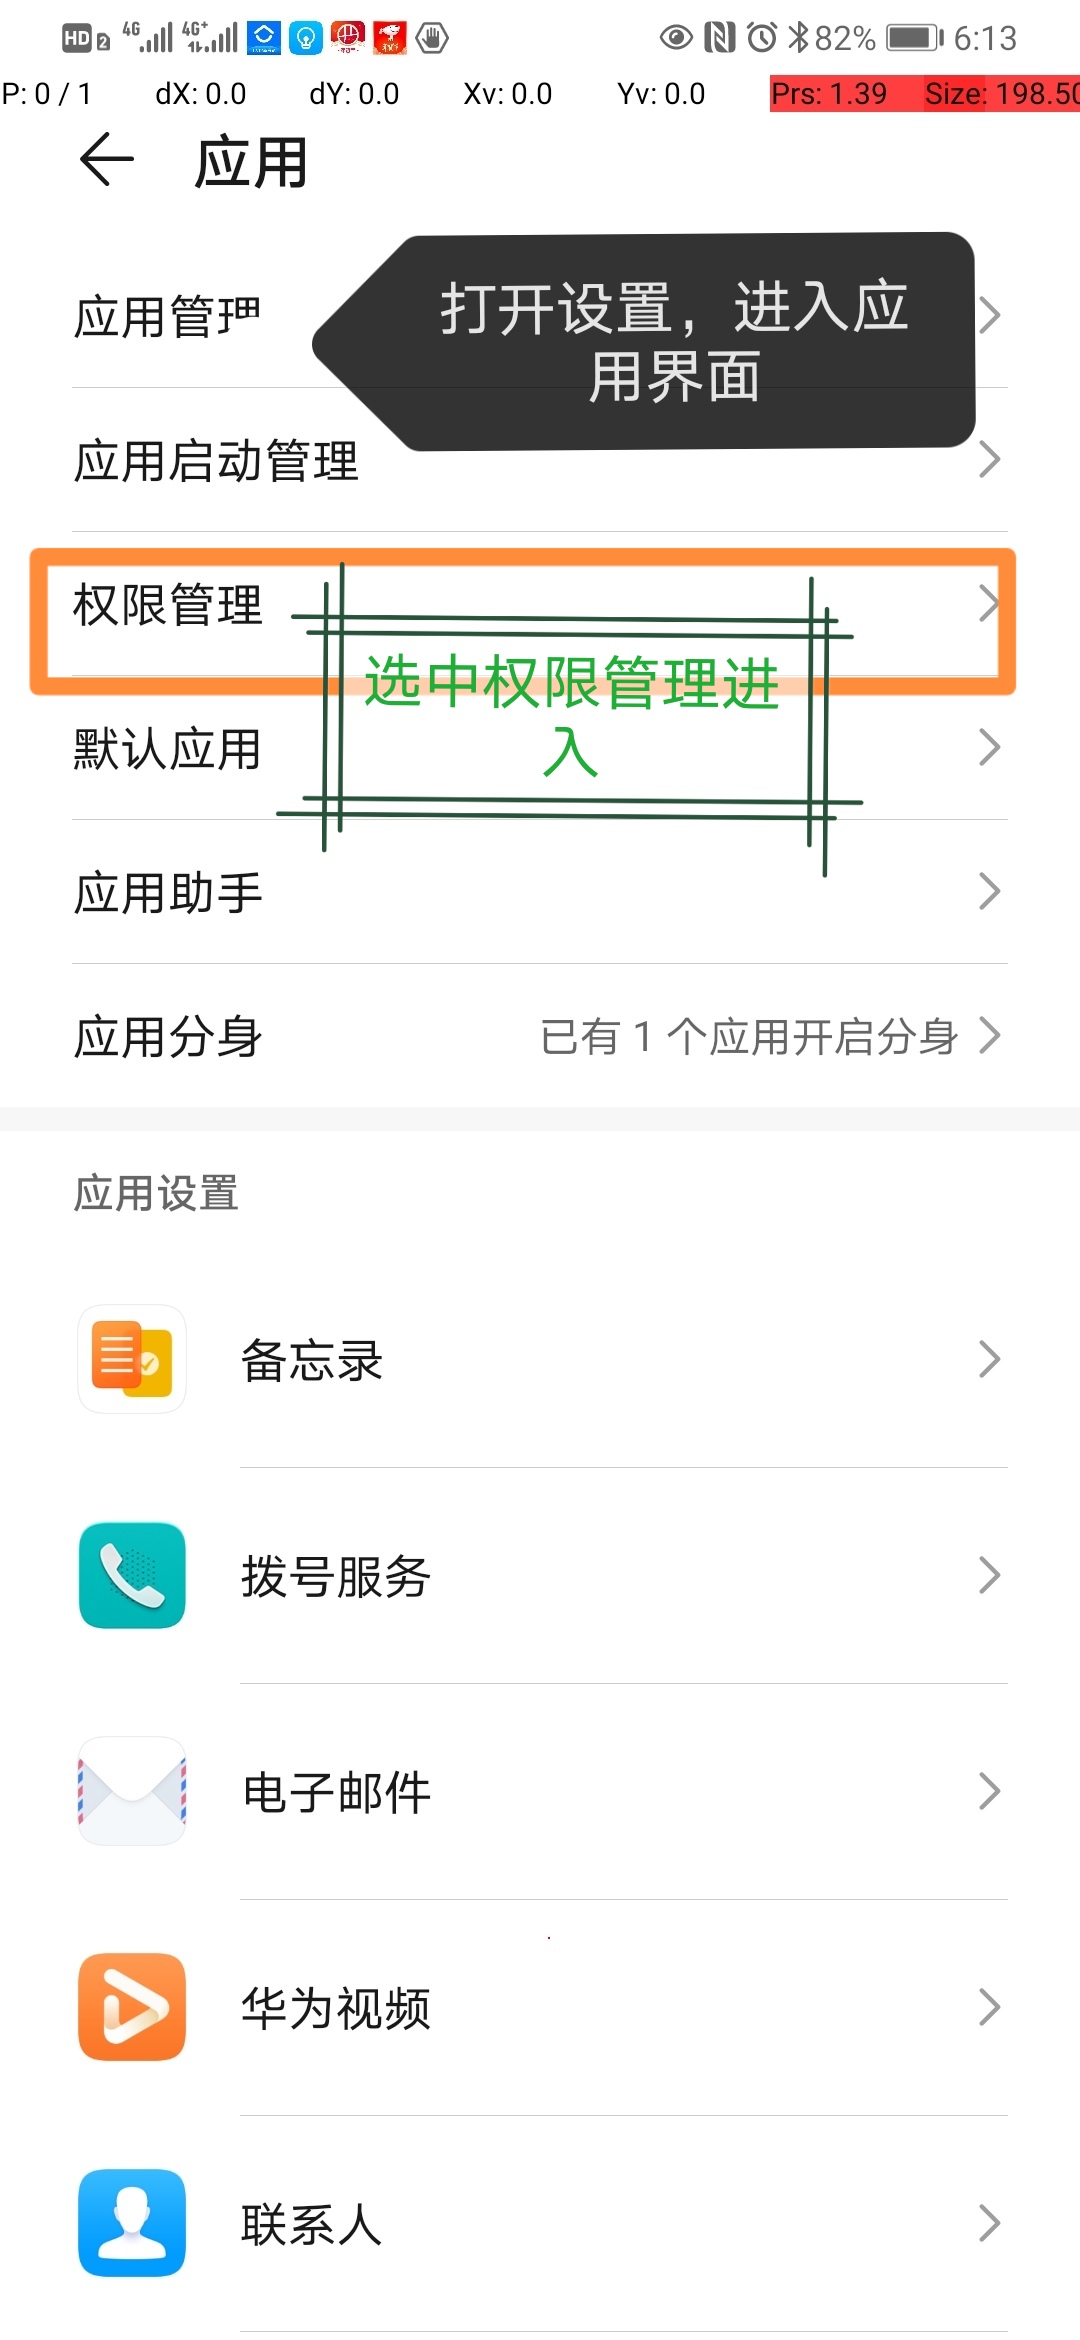 HD 2 4G 4G+ 82% 6:13
P: 0 / 1 dX: 0.0 dY: 0.0 Xv: 0.0 Yv: 0.0 Prs: 1.39 Size: 198.50
应用
打开设置，进入应
用界面
应用管理
应用启动管理
权限管理
选中权限管理进
入
默认应用
应用助手
应用分身 已有 1 个应用开启分身
应用设置
备忘录
拨号服务
电子邮件
华为视频
联系人